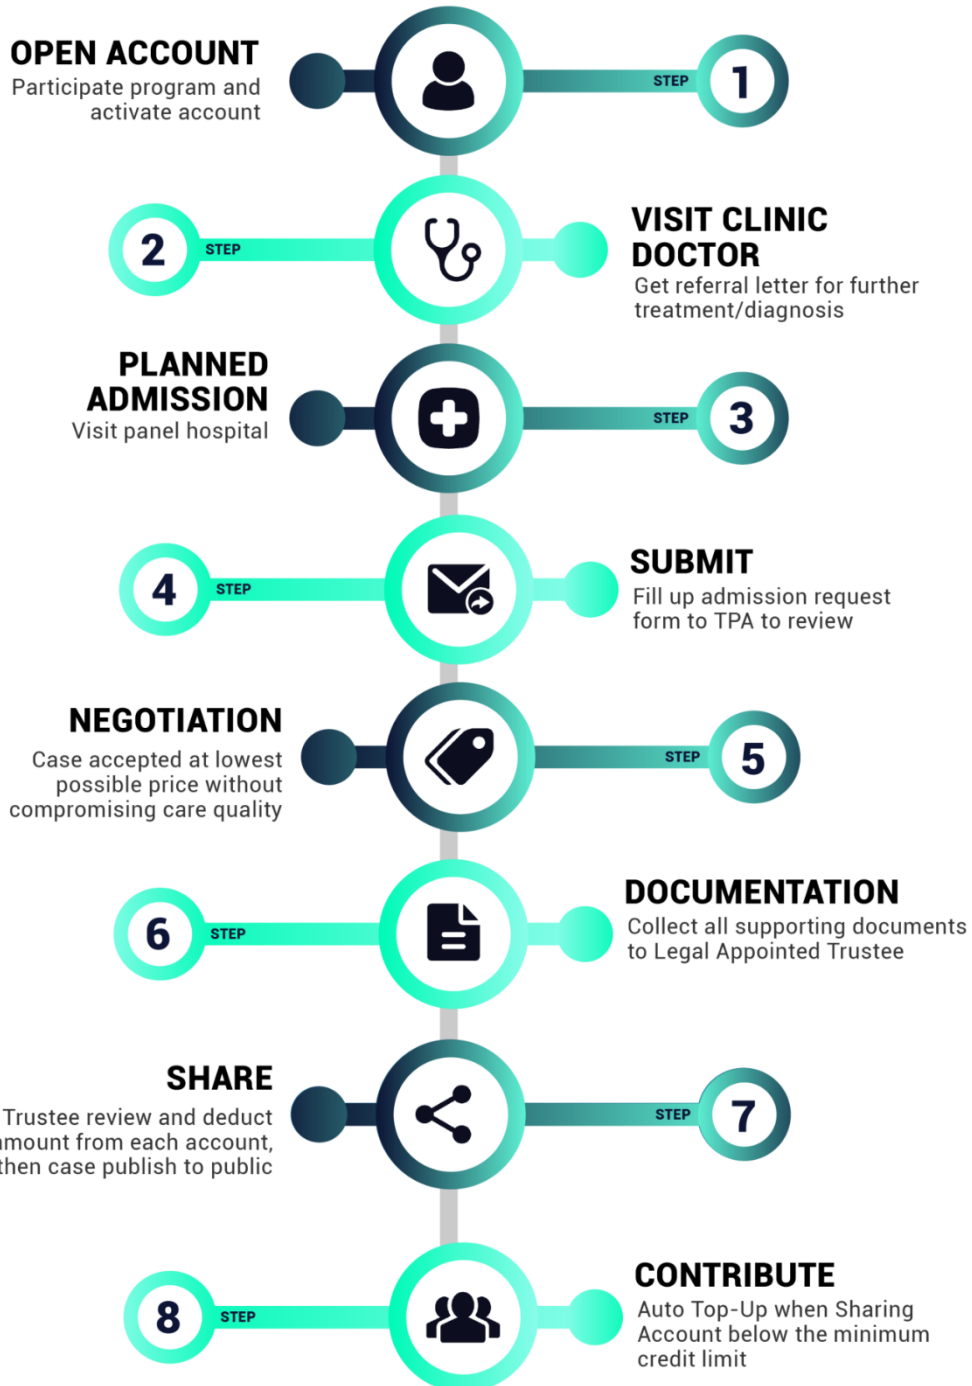 OPEN ACCOUNT
Participate program and
activate account
STEP
1
2
STEP
VISIT CLINIC
DOCTOR
Get referral letter for further
treatment/diagnosis
PLANNED
ADMISSION
Visit panel hospital
STEP
3
4
STEP
SUBMIT
Fill up admission request
form to TPA to review
NEGOTIATION
Case accepted at lowest
possible price without
compromising care quality
STEP
5
6
STEP
DOCUMENTATION
Collect all supporting documents
to Legal Appointed Trustee
SHARE
Trustee review and deduct
amount from each account,
then case publish to public
STEP
7
8
STEP
CONTRIBUTE
Auto Top-Up when Sharing
Account below the minimum
credit limit